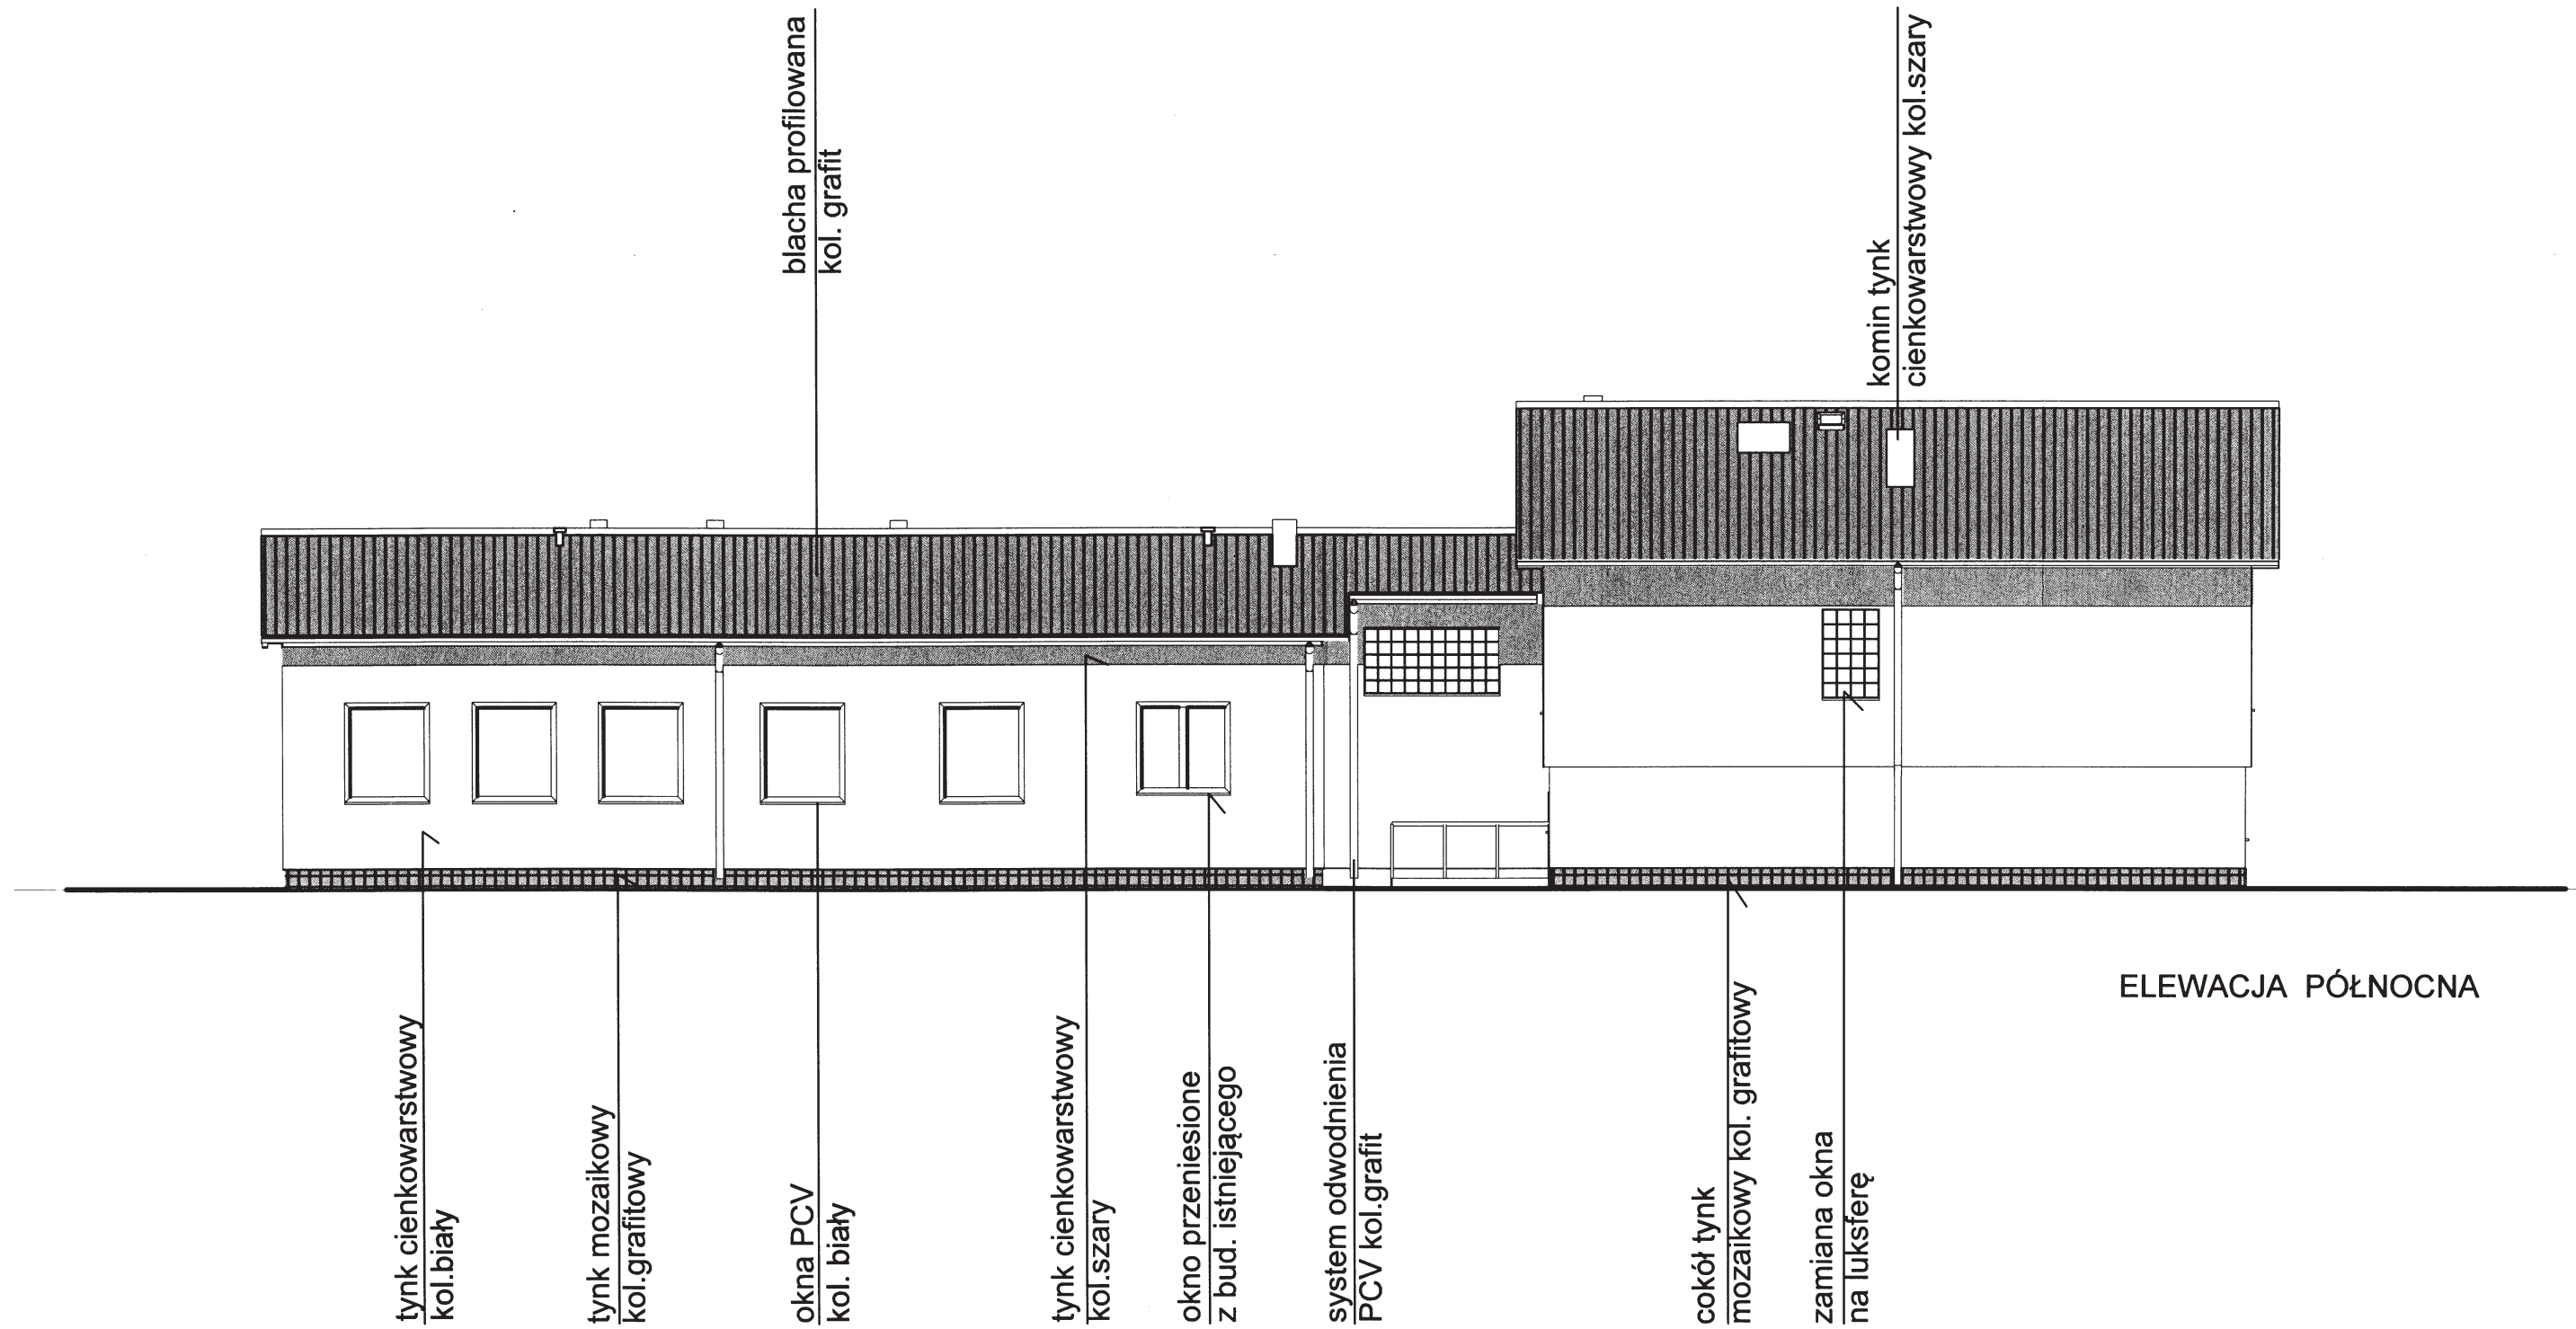 blacha profilowana
kol. grafit
komin tynk
cienkowarstwowy kol.szary
ELEWACJA PÓŁNOCNA
tynk cienkowarstwowy
kol.biały
tynk mozaikowy
kol.grafitowy
okna PCV
kol. biały
tynk cienkowarstwowy
kol.szary
okno przeniesione
z bud. istniejącego
system odwodnienia
PCV kol.grafit
cokół tynk
mozaikowy kol. grafitowy
zamiana okna
na luksferę